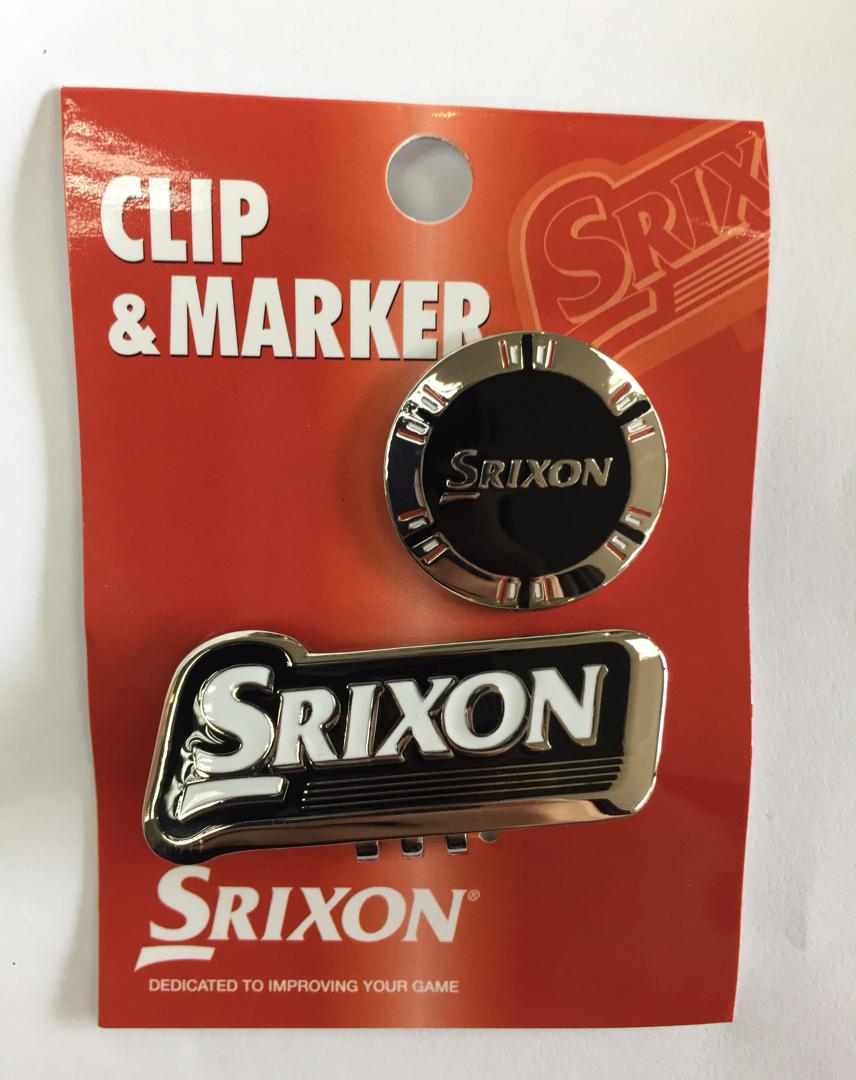 CLIP
& MARKER
SRIX
SRIXON
SRIXON
SRIXON®
DEDICATED TO IMPROVING YOUR GAME